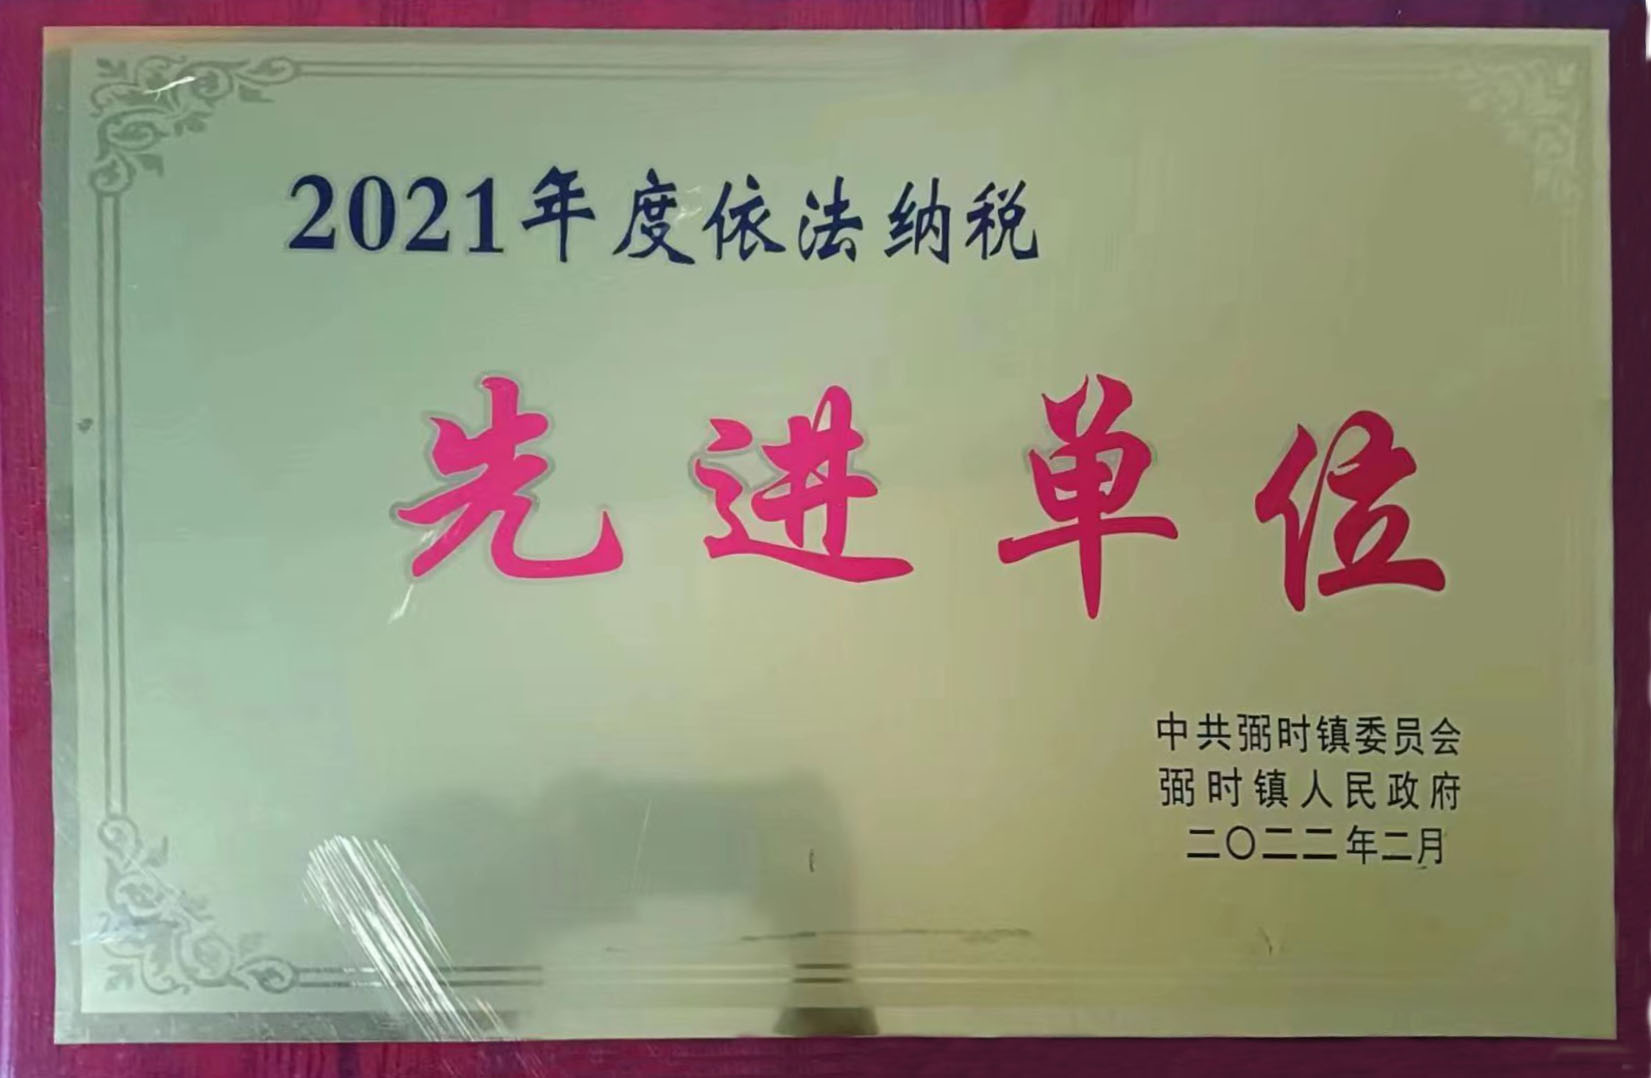 2021年度依法纳税
先进单位
中共弼时镇委员会
弼时镇人民政府
二〇二二年二月